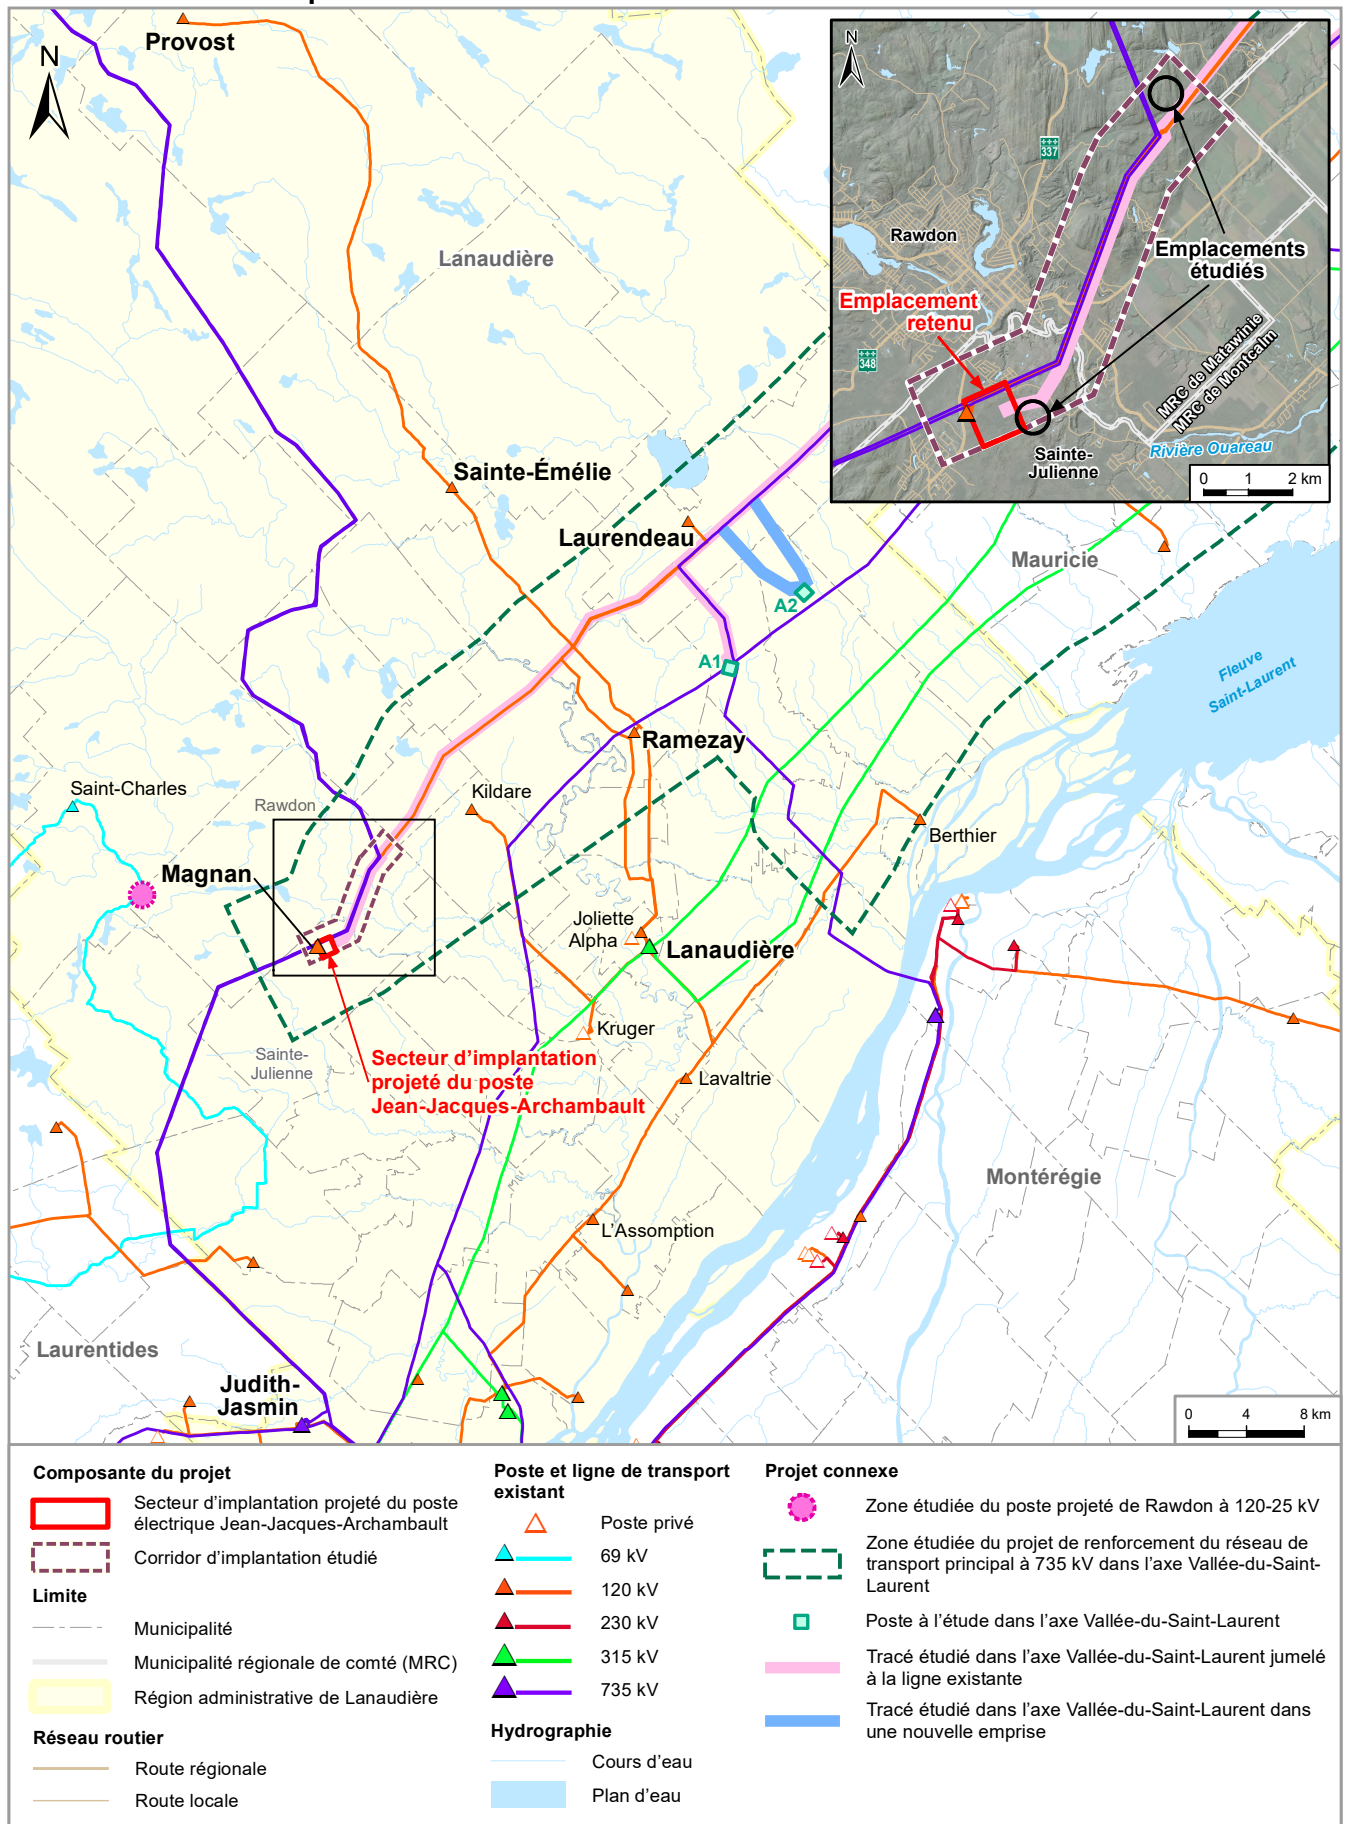 Provost
N
Lanaudière
Sainte-Émélie
Laurendeau
A2
A1
Mauricie
Fleuve
Saint-Laurent
Ramezay
Saint-Charles
Rawdon
Kildare
Berthier
Magnan
Joliette
Alpha
Lanaudière
Kruger
Sainte-
Julienne
Secteur d'implantation
projeté du poste
Jean-Jacques-Archambault
Lavaltrie
Montérégie
L'Assomption
Laurentides
Judith-
Jasmin
0 4 8 km
N
337
Rawdon
Emplacements
étudiés
Emplacement
retenu
348
MRC de Matawinie
MRC de Montcalm
Sainte-
Julienne
Rivière Ouareau
0 1 2 km
Composante du projet
Secteur d'implantation projeté du poste
électrique Jean-Jacques-Archambault
Corridor d'implantation étudié
Limite
Municipalité
Municipalité régionale de comté (MRC)
Région administrative de Lanaudière
Réseau routier
Route régionale
Route locale
Poste et ligne de transport
existant
Poste privé
69 kV
120 kV
230 kV
315 kV
735 kV
Hydrographie
Cours d'eau
Plan d'eau
Projet connexe
Zone étudiée du poste projeté de Rawdon à 120-25 kV
Zone étudiée du projet de renforcement du réseau de
transport principal à 735 kV dans l'axe Vallée-du-Saint-
Laurent
Poste à l'étude dans l'axe Vallée-du-Saint-Laurent
Tracé étudié dans l'axe Vallée-du-Saint-Laurent jumelé
à la ligne existante
Tracé étudié dans l'axe Vallée-du-Saint-Laurent dans
une nouvelle emprise